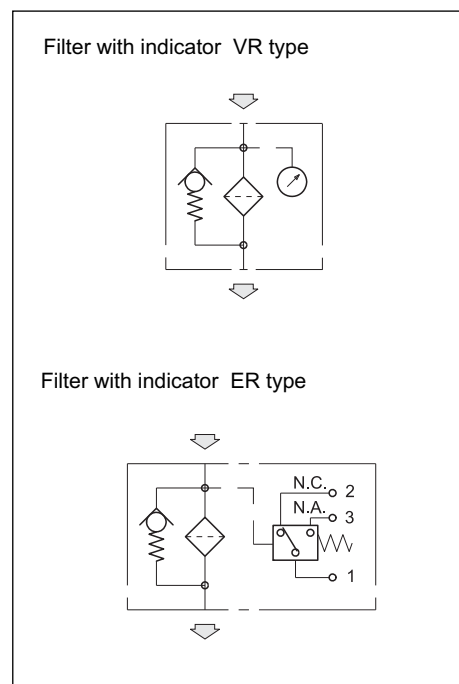 Filter with indicator VR type
Filter with indicator ER type
N.C. 2
N.A. 3
1